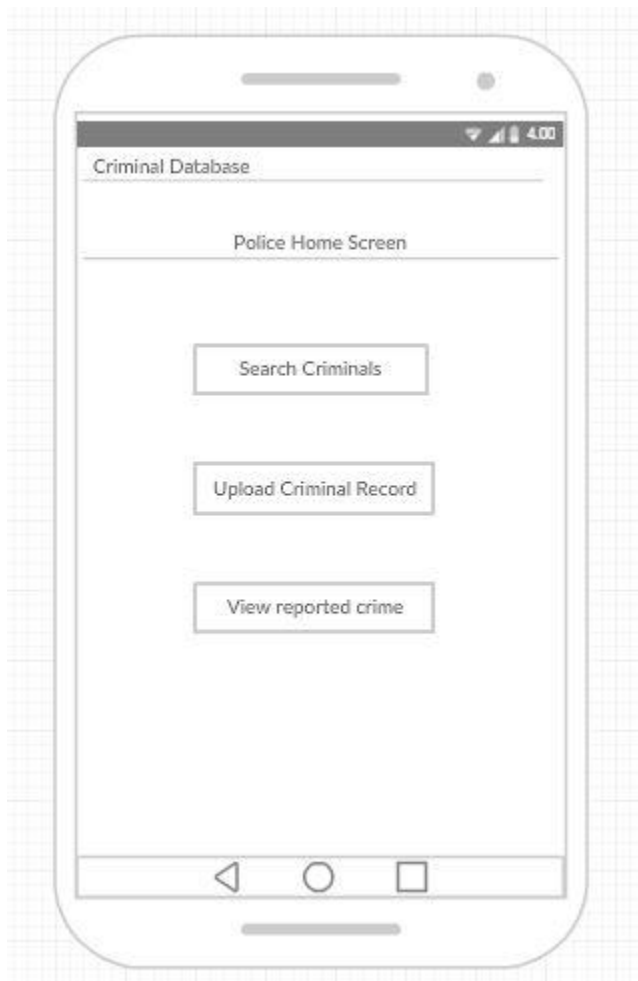 4.00
Criminal Database
Police Home Screen
Search Criminals
Upload Criminal Record
View reported crime